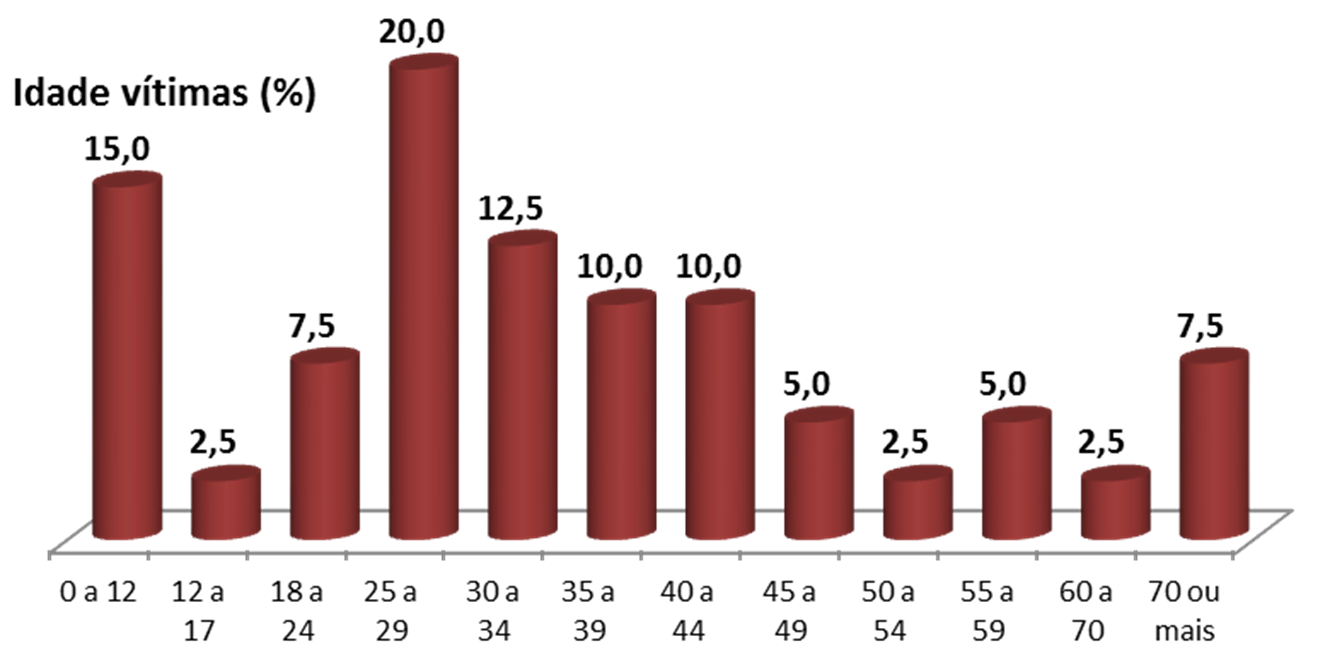 Idade vítimas (%)
15,0
2,5
7,5
20,0
12,5
10,0
10,0
5,0
2,5
5,0
2,5
7,5
0 a 12
12 a
17
18 a
24
25 a
29
30 a
34
35 a
39
40 a
44
45 a
49
50 a
54
55 a
59
60 a
70
70 ou
mais